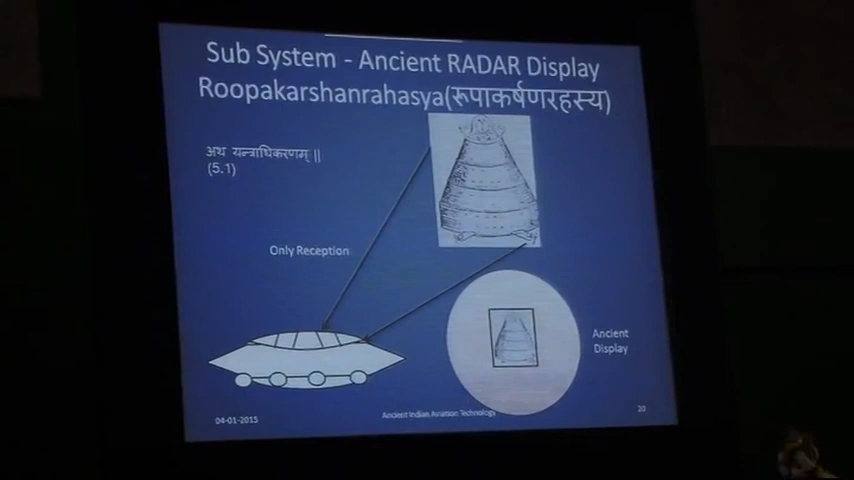 Sub System - Ancient RADAR Display
Roopakarshanrahasya(रूपाकर्षणरहस्य)
अथ यन्त्राधिकरणम् ||
(5.1)
Only Reception
Ancient
Display
04-01-2015
Ancient Indian Aviation Technology
20